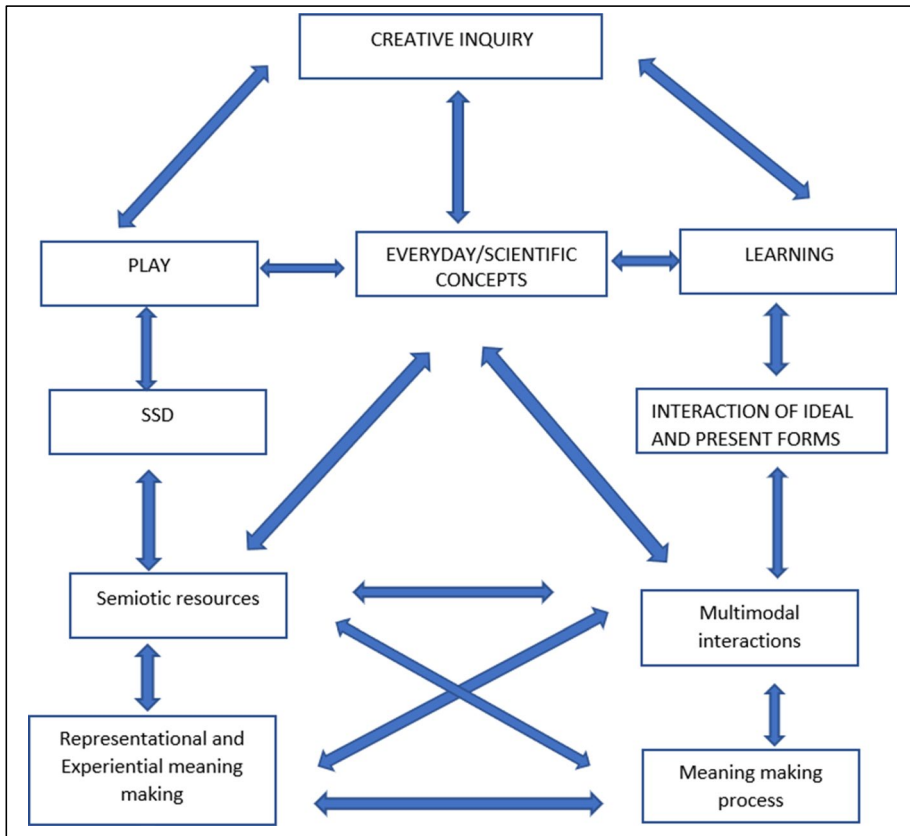 CREATIVE INQUIRY
PLAY
EVERYDAY/SCIENTIFIC
CONCEPTS
LEARNING
SSD
INTERACTION OF IDEAL
AND PRESENT FORMS
Semiotic resources
Multimodal
interactions
Representational and
Experiential meaning
making
Meaning making
process